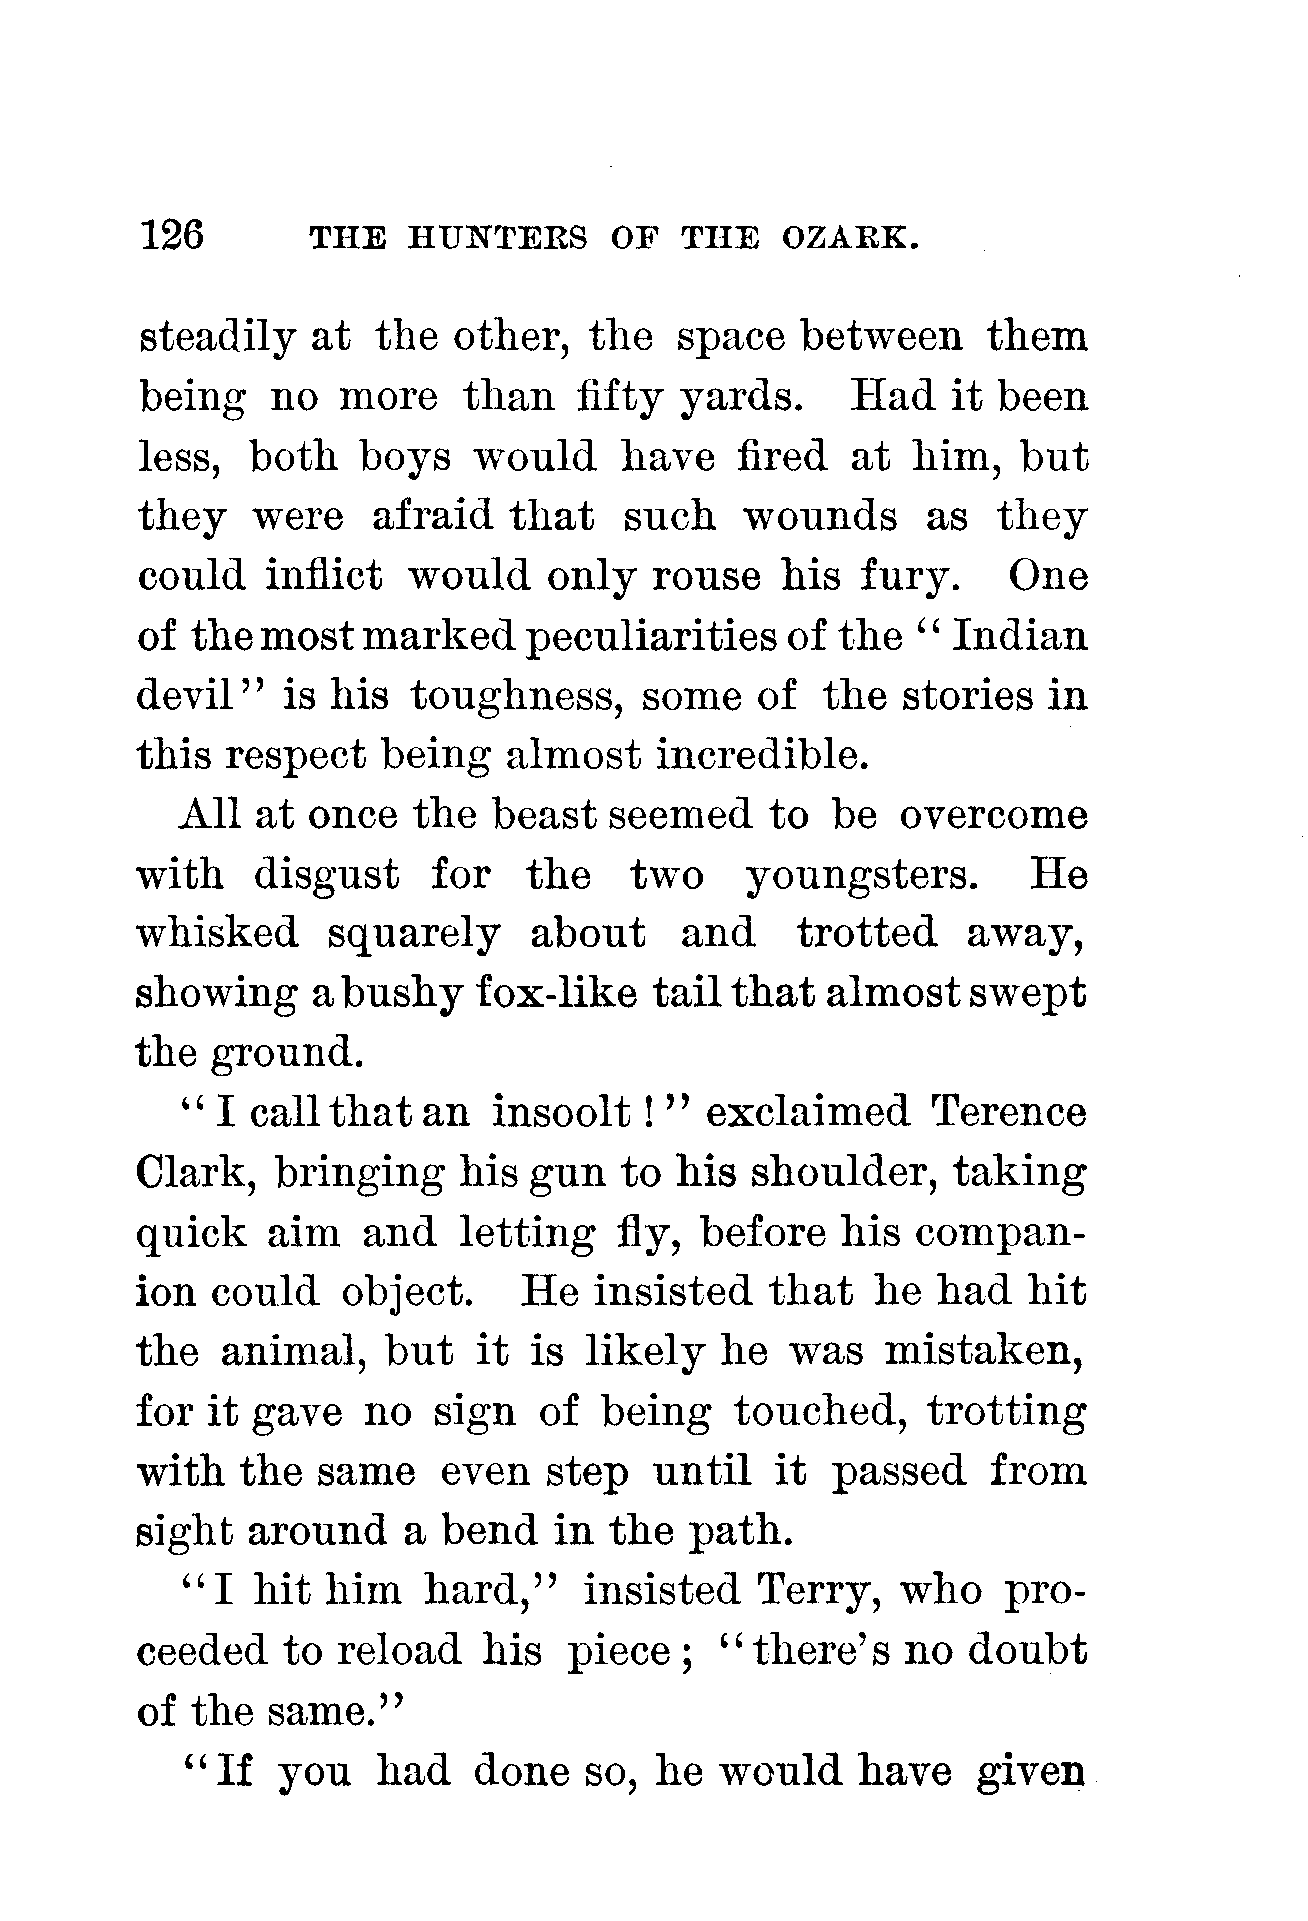 126 THE HUNTERS OF THE OZARK.
steadily at the other, the space between them
being no more than fifty yards. Had it been
less, both boys would have fired at him, but
they were afraid that such wounds as they
could inflict would only rouse his fury. One
of the most marked peculiarities of the “ Indian
devil” is his toughness, some of the stories in
this respect being almost incredible.
All at once the beast seemed to be overcome
with disgust for the two youngsters. He
whisked squarely about and trotted away,
showing a bushy fox-like tail that almost swept
the ground.
“ I call that an insoolt ! ” exclaimed Terence
Clark, bringing his gun to his shoulder, taking
quick aim and letting fly, before his compan-
ion could object. He insisted that he had hit
the animal, but it is likely he was mistaken,
for it gave no sign of being touched, trotting
with the same even step until it passed from
sight around a bend in the path.
“I hit him hard,” insisted Terry, who pro-
ceeded to reload his piece ; “there’s no doubt
of the same.”
“If you had done so, he would have given